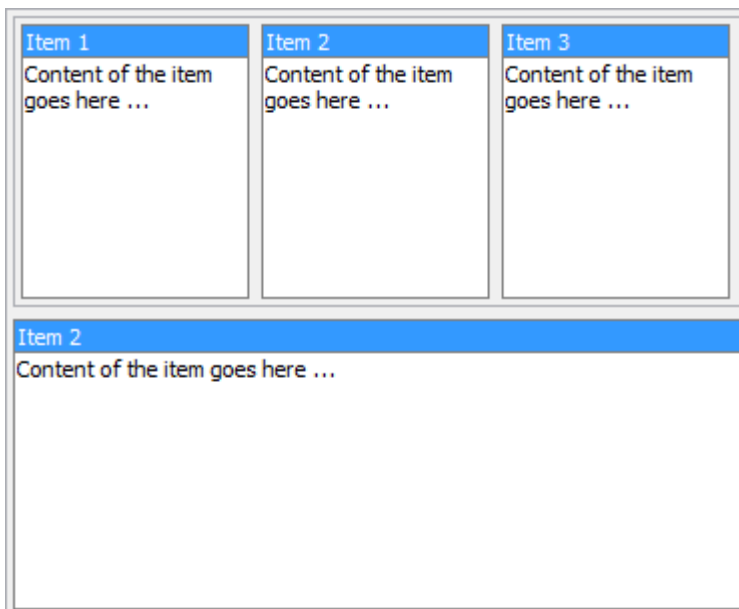 Item 1
Content of the item
goes here ...
Item 2
Content of the item
goes here ...
Item 3
Content of the item
goes here ...
Item 2
Content of the item goes here ...